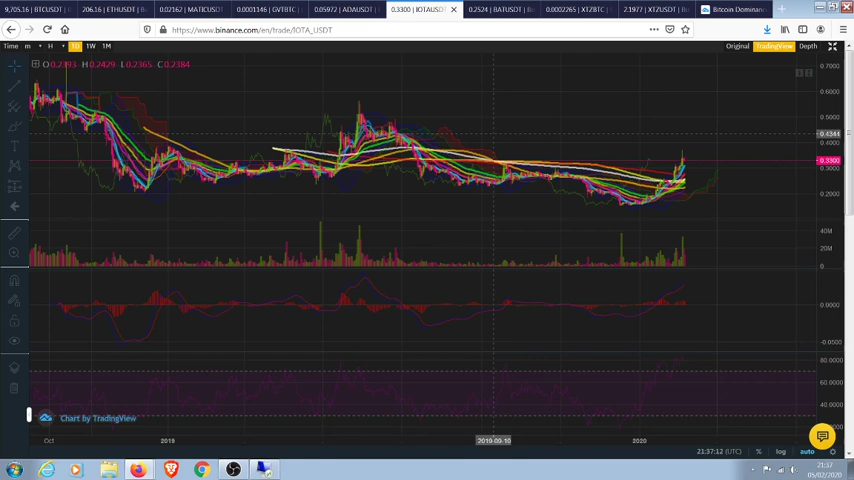 9,705.16 | BTCUSDT | B
206.16 | ETHUSDT | Bi
0.02162 | MATICUSDT
0.0001146 | GVTBTC |
0.05972 | ADAUSDT | B
0.3300 | IOTAUSDT |
0.2524 | BATUSDT | Bi
0.0002265 | XTZBTC |
2.1977 | XTZUSDT | Bi
Bitcoin Dominance
https://www.binance.com/en/trade/IOTA_USDT
Time m H 1D 1W 1M
Original TradingView Depth
O 0.2393 H 0.2429 L 0.2365 C 0.2384
0.7000
0.6000
0.5000
0.4344
0.4000
0.3300
0.2000
40M
20M
0
0.0000
-0.0500
80.0000
60.0000
40.0000
Chart by TradingView
Oct 2019 2019-09-10 2020
21:37:12 (UTC) % log auto
21:37
05/02/2020